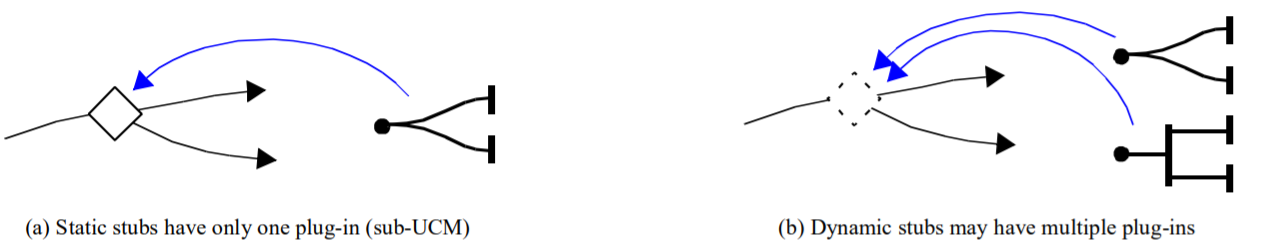 (a) Static stubs have only one plug-in (sub-UCM)
(b) Dynamic stubs may have multiple plug-ins